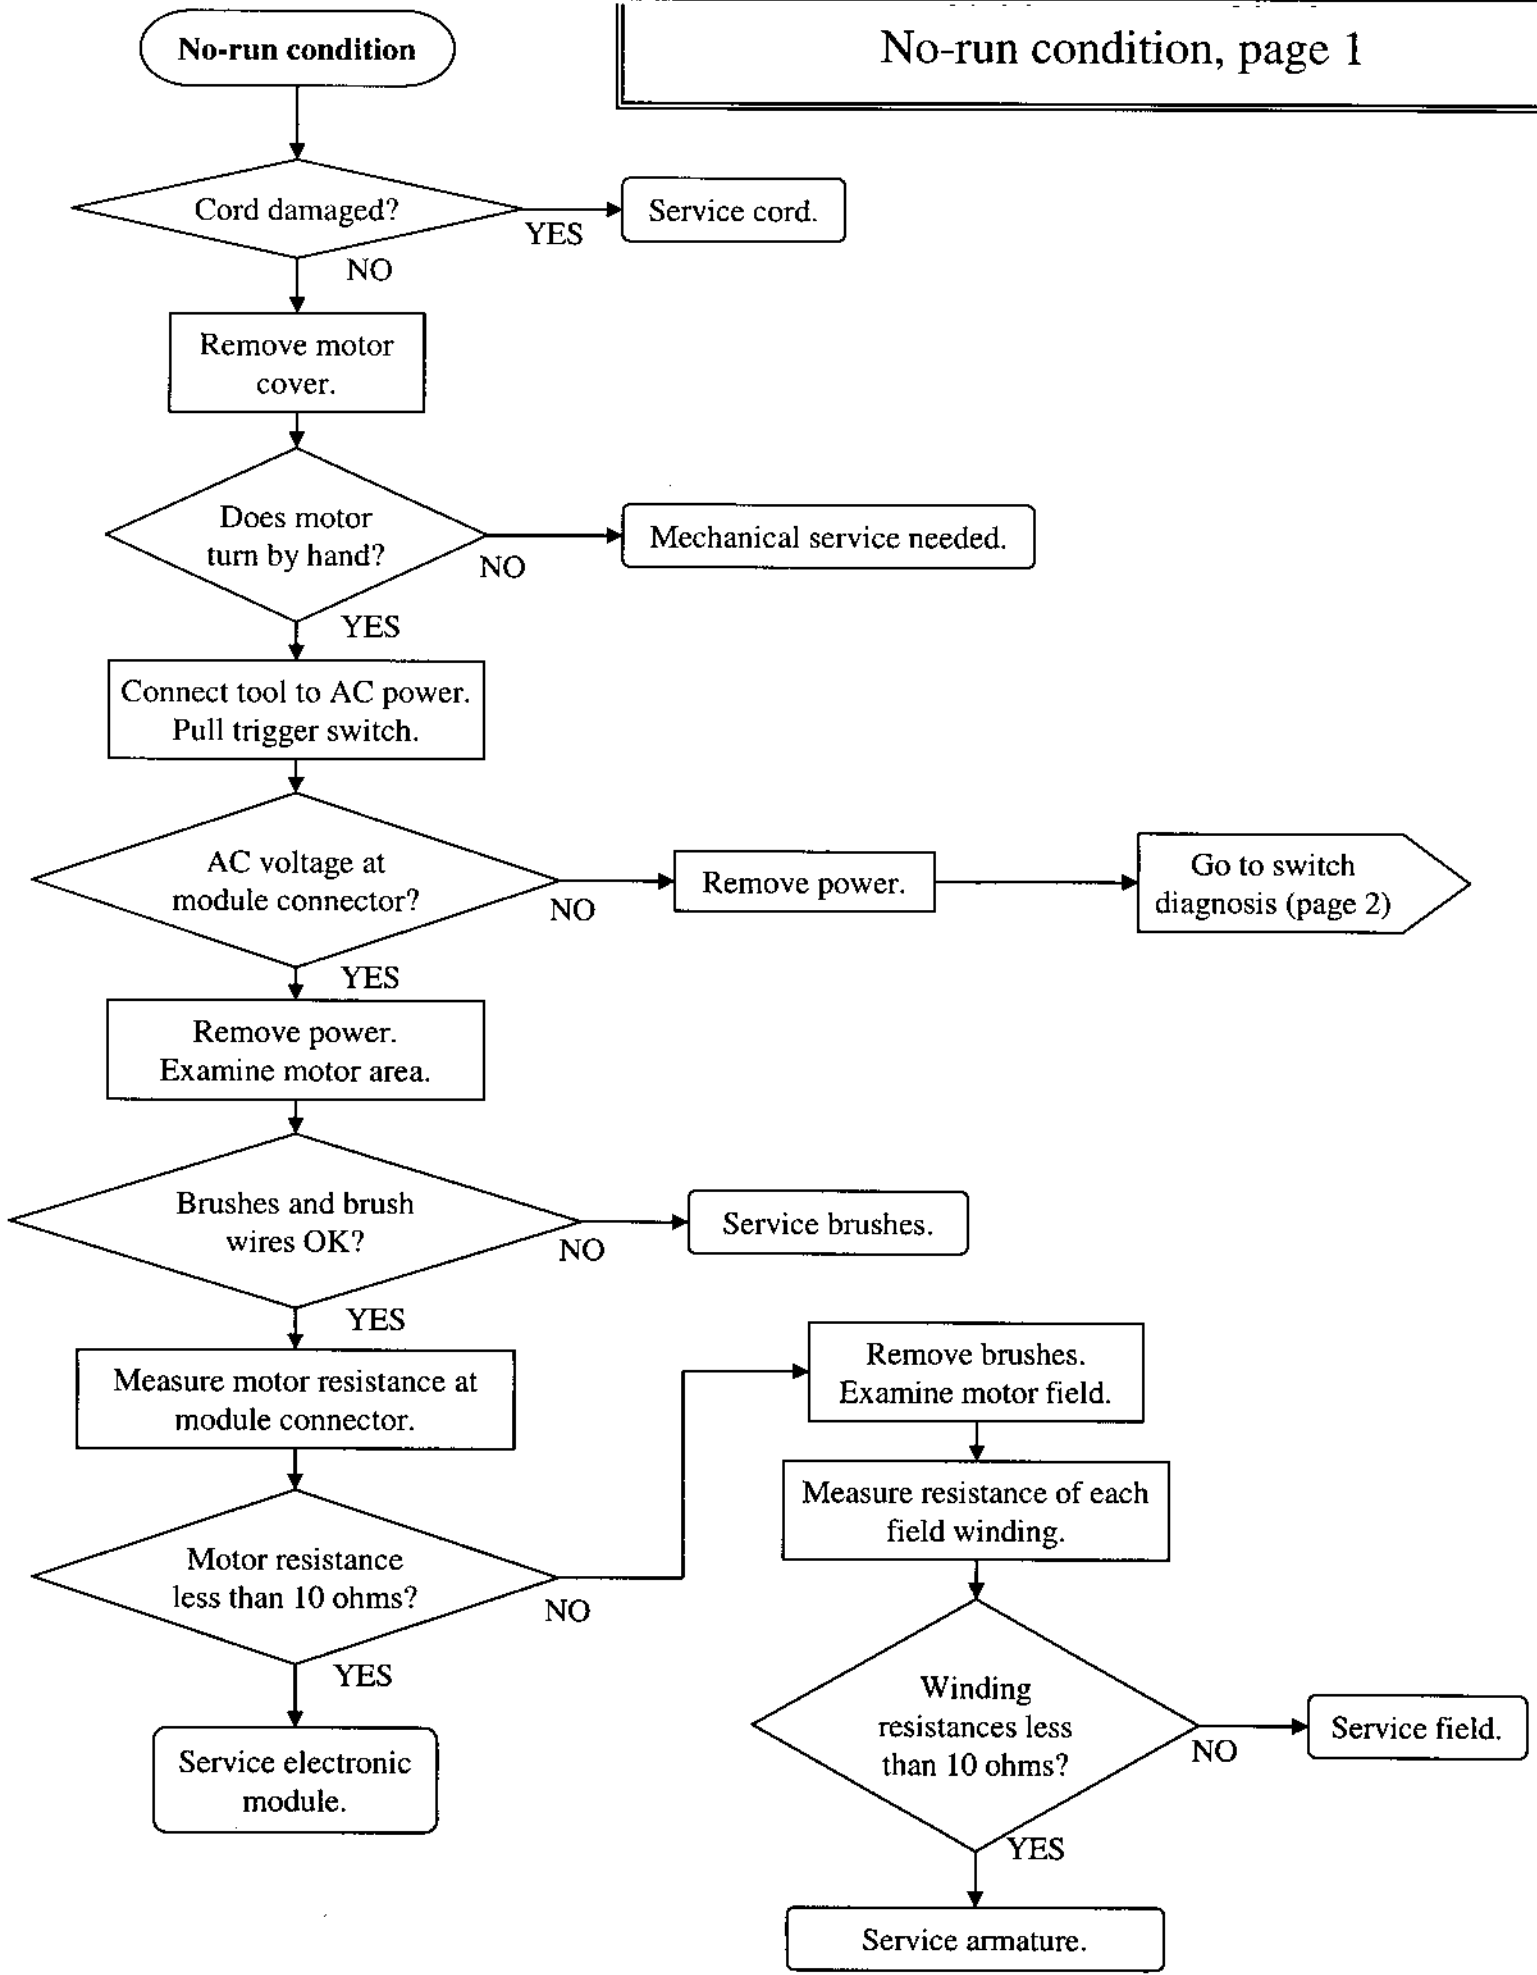 No-run condition, page 1
No-run condition
Cord damaged?
YES
Service cord.
NO
Remove motor
cover.
Does motor
turn by hand?
NO
Mechanical service needed.
YES
Connect tool to AC power.
Pull trigger switch.
AC voltage at
module connector?
NO
Remove power.
Go to switch
diagnosis (page 2)
YES
Remove power.
Examine motor area.
Brushes and brush
wires OK?
NO
Service brushes.
YES
Measure motor resistance at
module connector.
Motor resistance
less than 10 ohms?
NO
YES
Service electronic
module.
Remove brushes.
Examine motor field.
Measure resistance of each
field winding.
Winding
resistances less
than 10 ohms?
NO
Service field.
YES
Service armature.